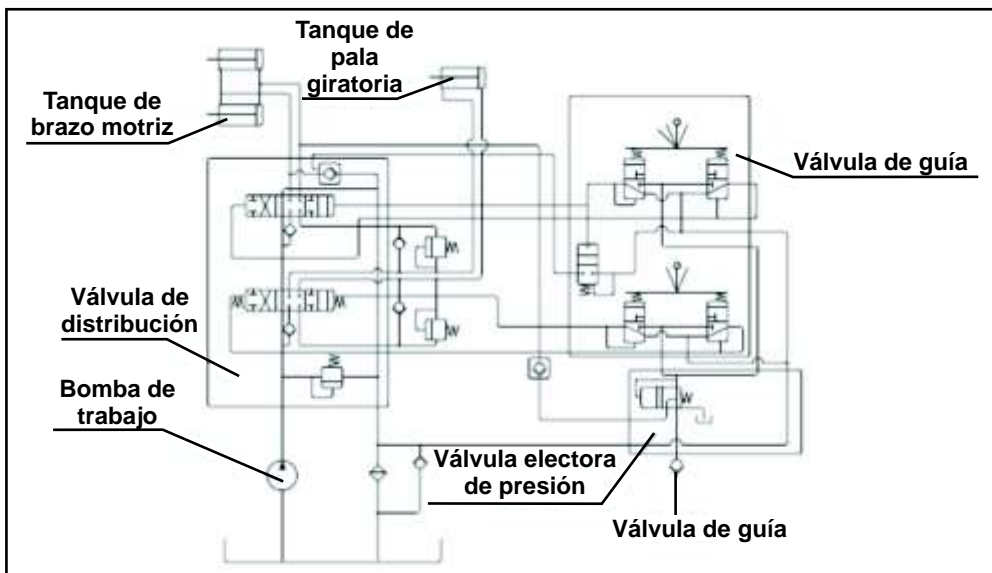 Tanque de
pala
giratoria
Tanque de
brazo motriz
Válvula de guía
Válvula de
distribución
Bomba de
trabajo
Válvula electora
de presión
Válvula de guía